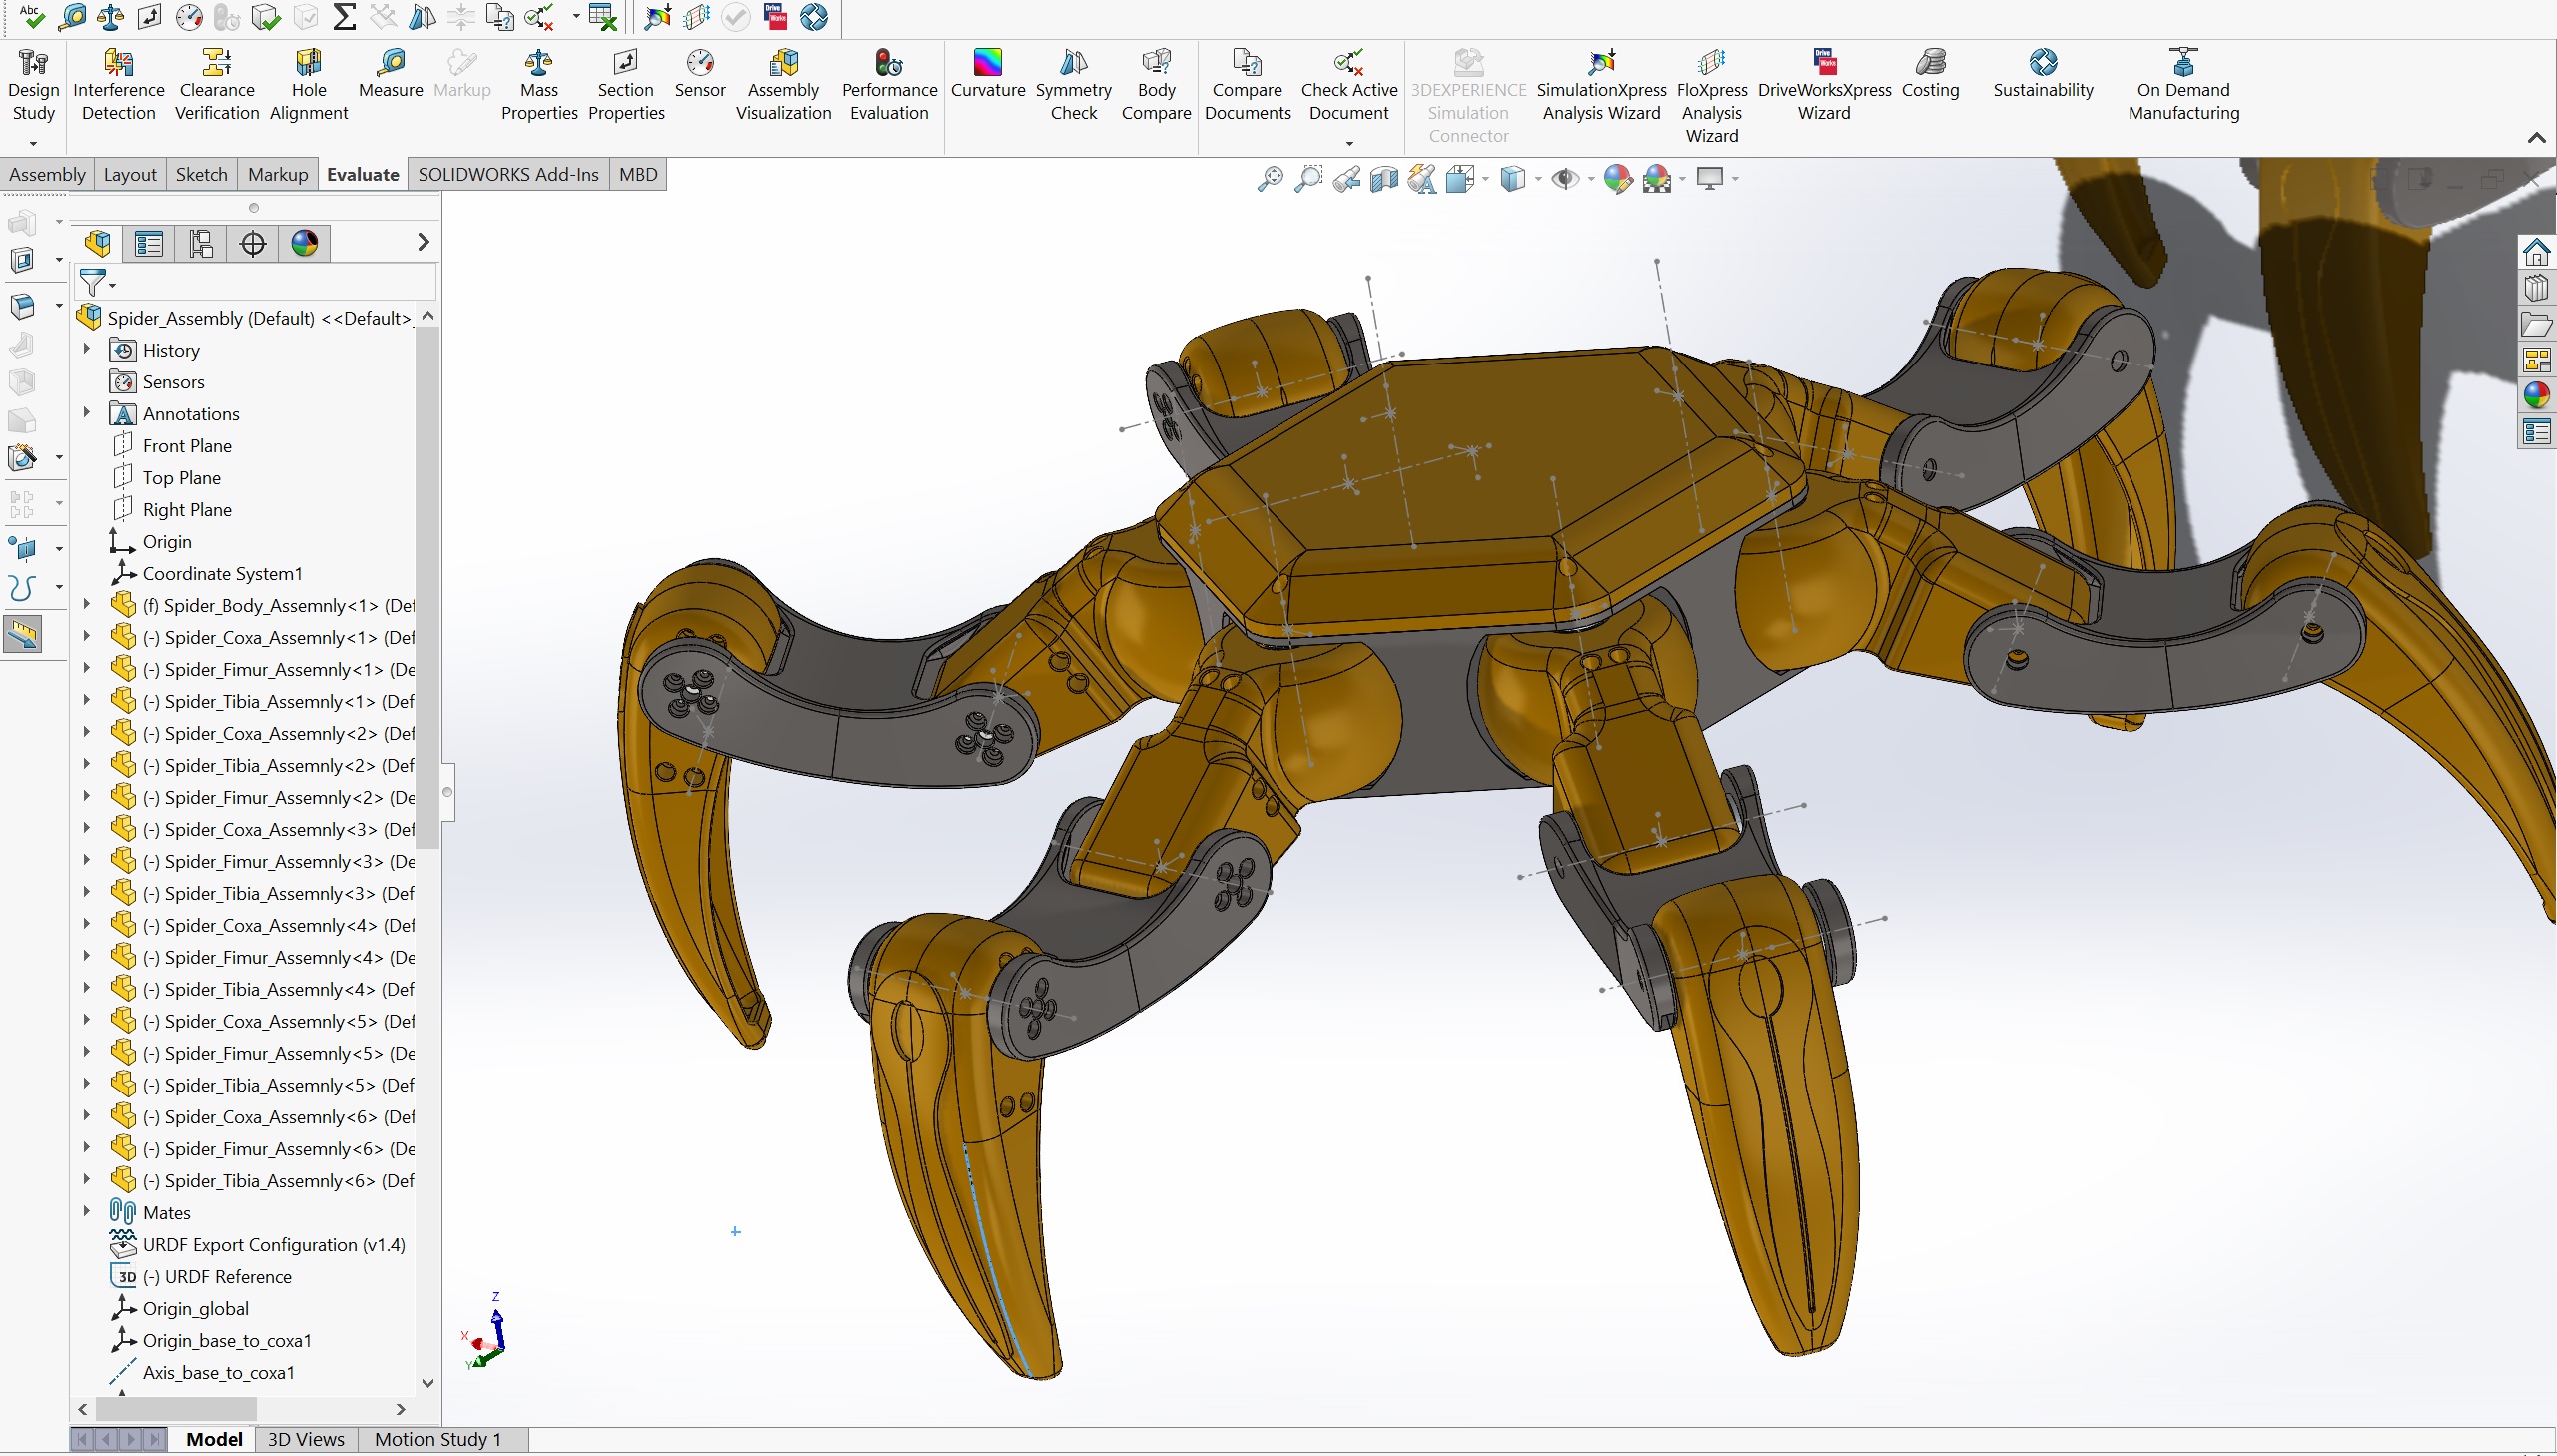 Abc
Drive Works
Design Study
Interference Detection
Clearance Verification
Hole Alignment
Measure
Markup
Mass Properties
Section Properties
Sensor
Assembly Visualization
Performance Evaluation
Curvature
Symmetry Check
Body Compare
Compare Documents
Check Active Document
3DEXPERIENCE Simulation Connector
SimulationXpress Analysis Wizard
FloXpress Analysis Wizard
Drive Works
DriveWorksXpress Wizard
Costing
Sustainability
On Demand Manufacturing
Assembly
Layout
Sketch
Markup
Evaluate
SOLIDWORKS Add-Ins
MBD
Spider_Assembly (Default) <<Default>_
History
Sensors
Annotations
Front Plane
Top Plane
Right Plane
Origin
Coordinate System1
(f) Spider_Body_Assemnly<1> (Def
(-) Spider_Coxa_Assemnly<1> (Def
(-) Spider_Fimur_Assemnly<1> (De
(-) Spider_Tibia_Assemnly<1> (Def
(-) Spider_Coxa_Assemnly<2> (Def
(-) Spider_Tibia_Assemnly<2> (Def
(-) Spider_Fimur_Assemnly<2> (De
(-) Spider_Coxa_Assemnly<3> (Def
(-) Spider_Fimur_Assemnly<3> (De
(-) Spider_Tibia_Assemnly<3> (Def
(-) Spider_Coxa_Assemnly<4> (Def
(-) Spider_Fimur_Assemnly<4> (De
(-) Spider_Tibia_Assemnly<4> (Def
(-) Spider_Coxa_Assemnly<5> (Def
(-) Spider_Fimur_Assemnly<5> (De
(-) Spider_Tibia_Assemnly<5> (Def
(-) Spider_Coxa_Assemnly<6> (Def
(-) Spider_Fimur_Assemnly<6> (De
(-) Spider_Tibia_Assemnly<6> (Def
Mates
URDF Export Configuration (v1.4)
3D (-) URDF Reference
Origin_global
Origin_base_to_coxa1
Axis_base_to_coxa1
Z
X
Y
Model
3D Views
Motion Study 1